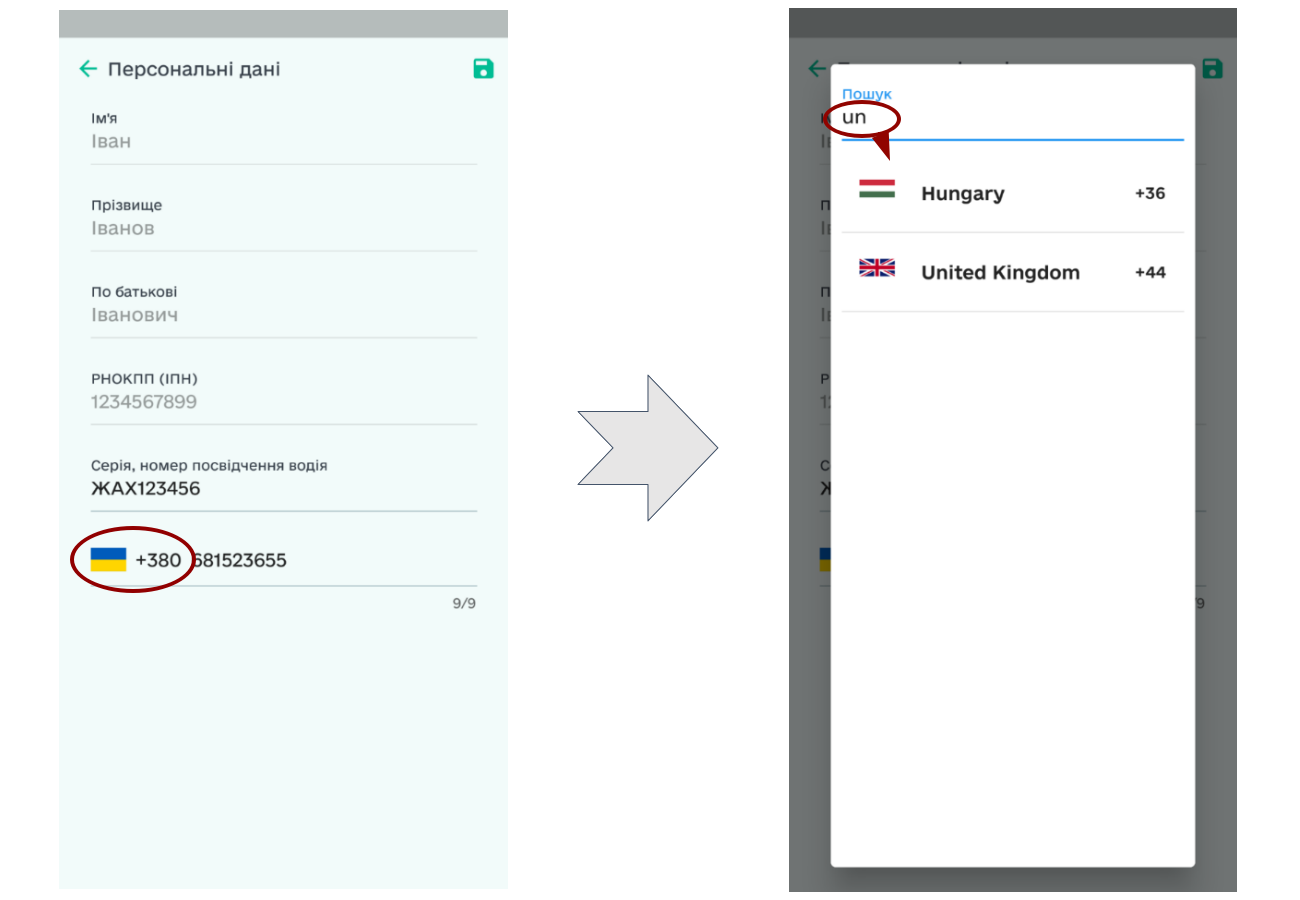 Персональні дані
Ім'я
Іван
Прізвище
Іванов
По батькові
Іванович
РНОКПП (ІПН)
1234567899
Серія, номер посвідчення водія
ЖАХ123456
+380 681523655
9/9
Пошук
un
Hungary +36
United Kingdom +44